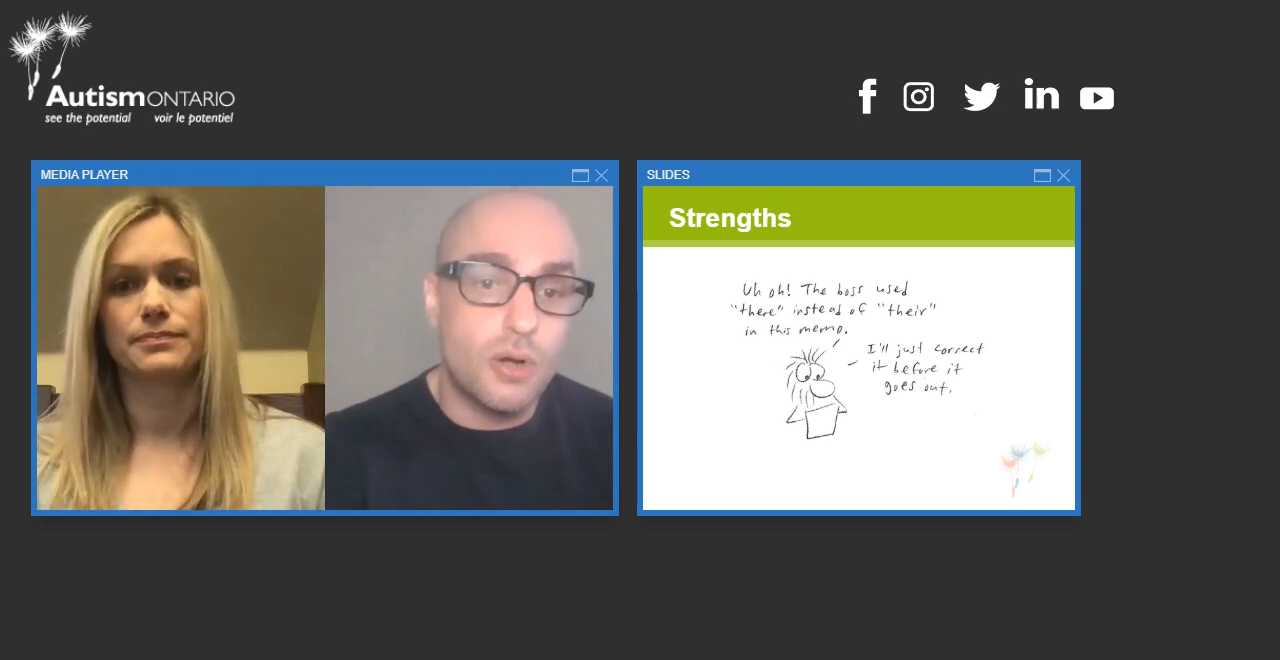 Autism ONTARIO
see the potential voir le potentiel
MEDIA PLAYER
SLIDES
Strengths
Uh oh! The boss used
"there" instead of "their"
in this memo.
I'll just correct
it before it
goes out.